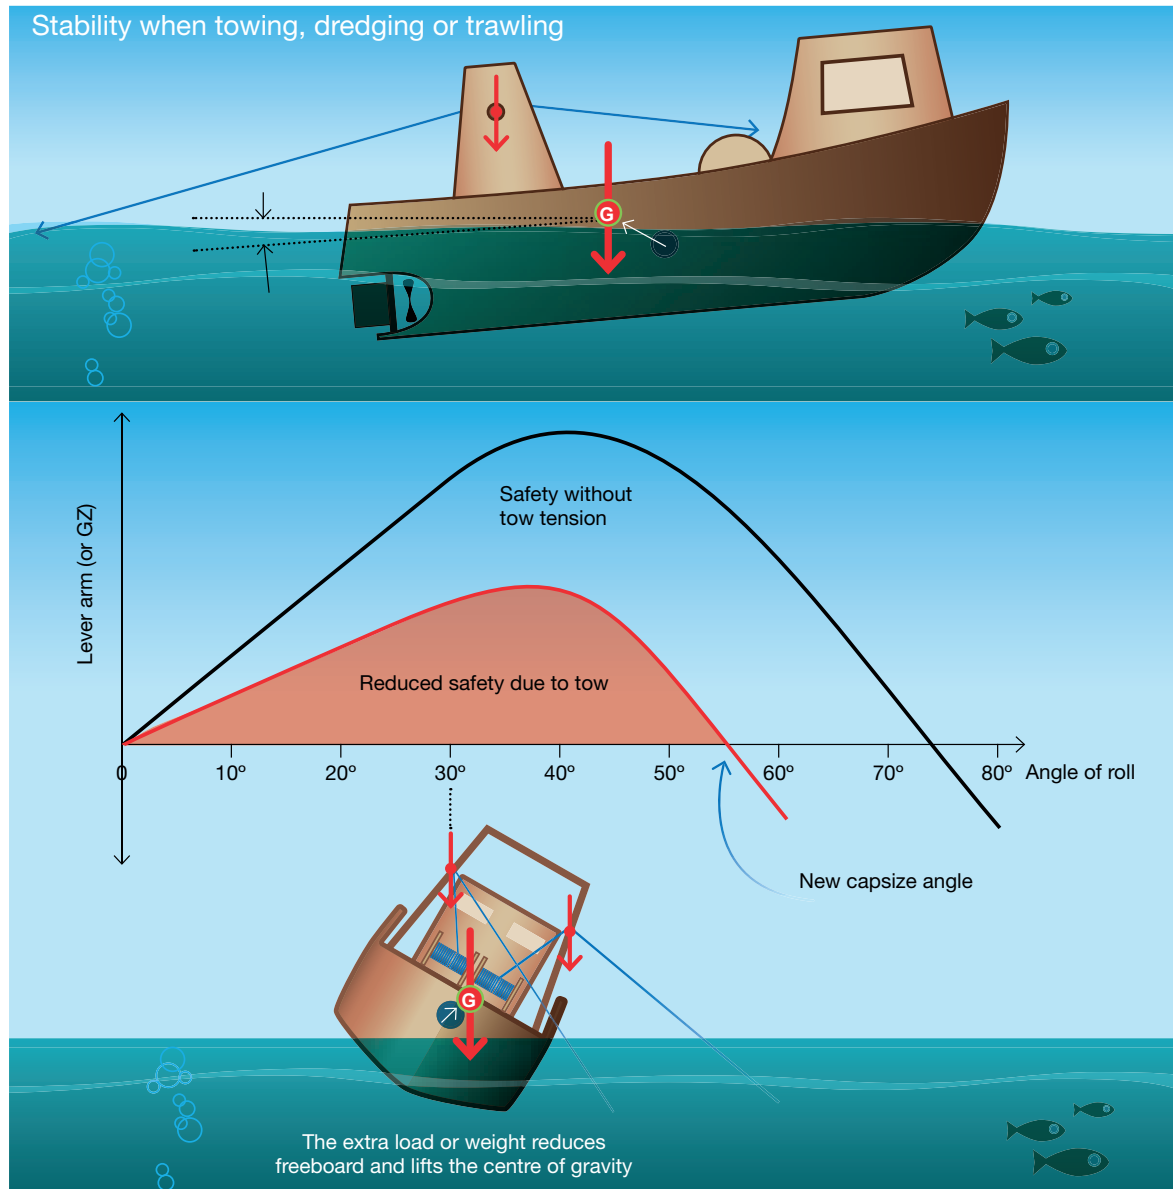 Stability when towing, dredging or trawling
G
Safety without
tow tension
Lever arm (or GZ)
Reduced safety due to tow
0 10º 20º 30º 40º 50º 60º 70º 80º Angle of roll
New capsize angle
G
The extra load or weight reduces
freeboard and lifts the centre of gravity